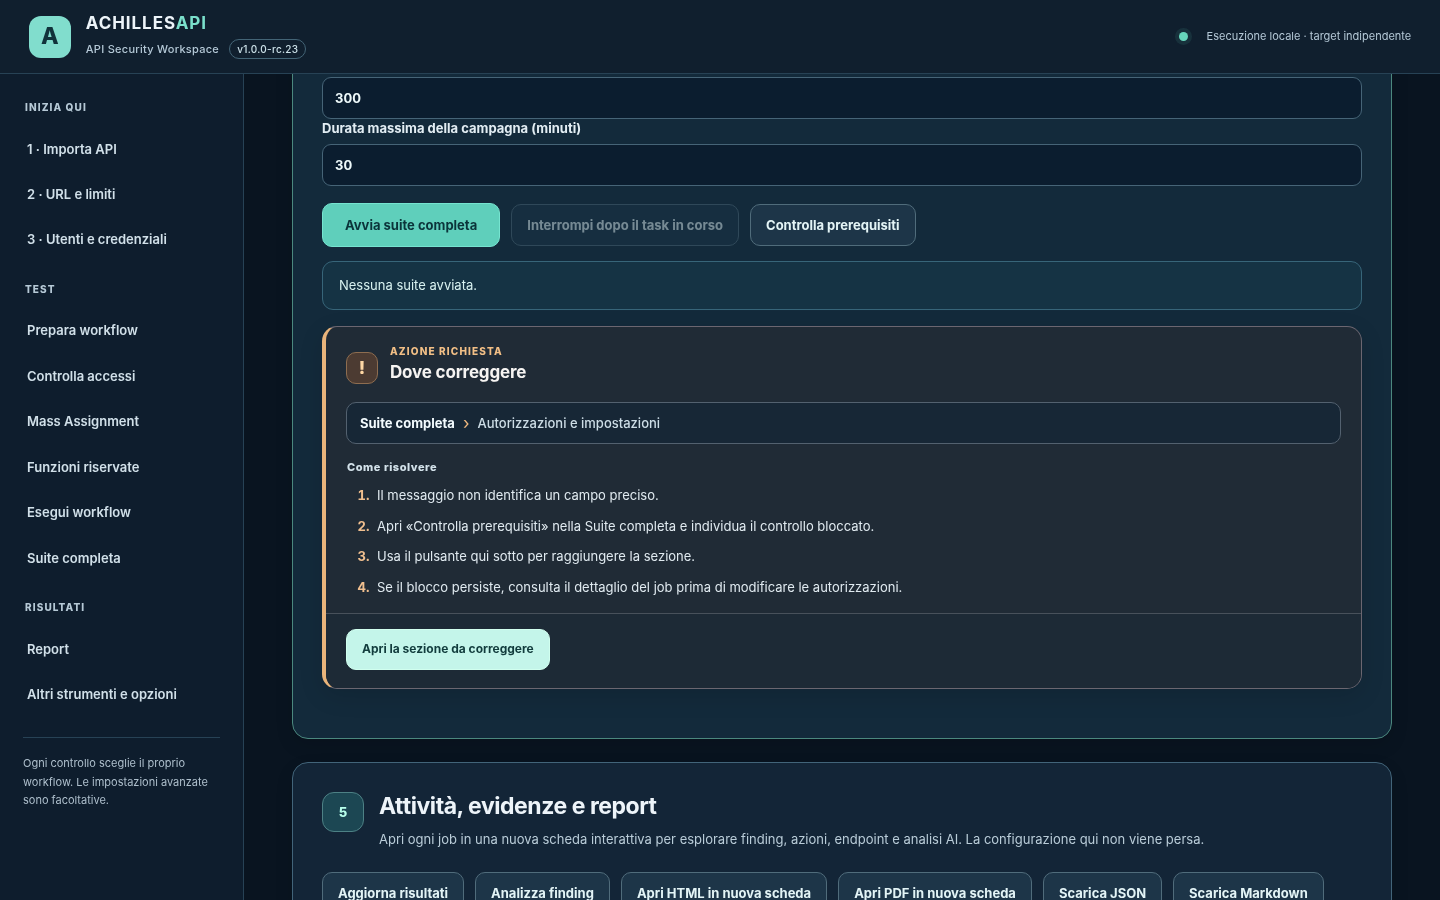 A
ACHILLESAPI
API Security Workspace
v1.0.0-rc.23
Esecuzione locale · target indipendente
INIZIA QUI
1 · Importa API
2 · URL e limiti
3 · Utenti e credenziali
TEST
Prepara workflow
Controlla accessi
Mass Assignment
Funzioni riservate
Esegui workflow
Suite completa
RISULTATI
Report
Altri strumenti e opzioni
Ogni controllo sceglie il proprio
workflow. Le impostazioni avanzate
sono facoltative.
300
Durata massima della campagna (minuti)
30
Avvia suite completa
Interrompi dopo il task in corso
Controlla prerequisiti
Nessuna suite avviata.
!
AZIONE RICHIESTA
Dove correggere
Suite completa › Autorizzazioni e impostazioni
Come risolvere
1. Il messaggio non identifica un campo preciso.
2. Apri «Controlla prerequisiti» nella Suite completa e individua il controllo bloccato.
3. Usa il pulsante qui sotto per raggiungere la sezione.
4. Se il blocco persiste, consulta il dettaglio del job prima di modificare le autorizzazioni.
Apri la sezione da correggere
5
Attività, evidenze e report
Apri ogni job in una nuova scheda interattiva per esplorare finding, azioni, endpoint e analisi AI. La configurazione qui non viene persa.
Aggiorna risultati
Analizza finding
Apri HTML in nuova scheda
Apri PDF in nuova scheda
Scarica JSON
Scarica Markdown